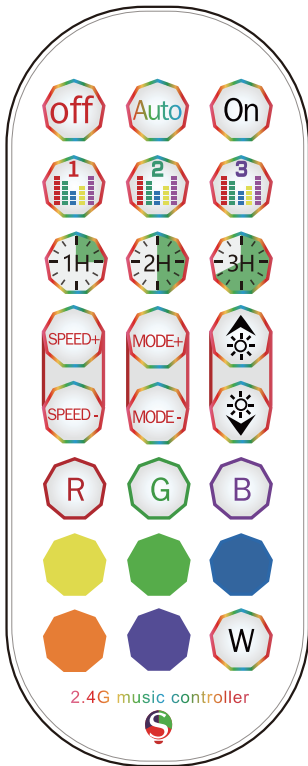 off Auto On
1 2 3
1H 2H 3H
SPEED+ MODE+
SPEED- MODE-
R G B
W
2.4G music controller
S